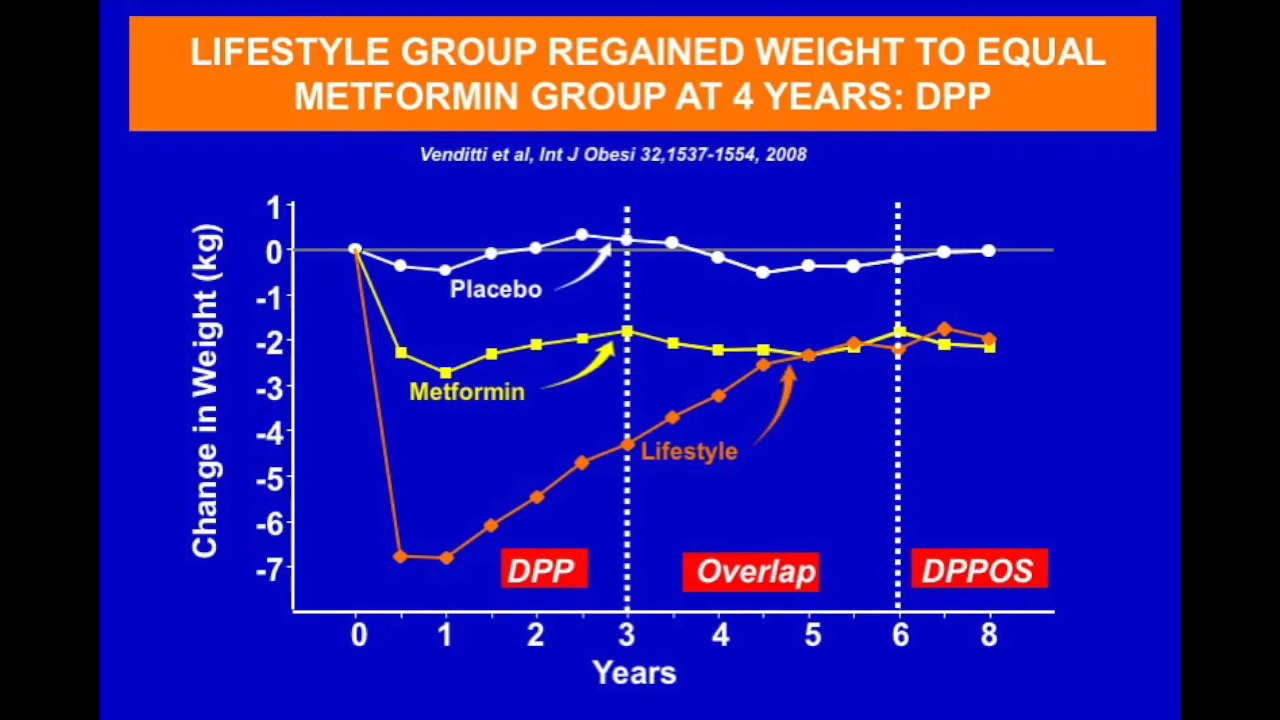 LIFESTYLE GROUP REGAINED WEIGHT TO EQUAL
METFORMIN GROUP AT 4 YEARS: DPP
Venditti et al, Int J Obesi 32,1537-1554, 2008
Change in Weight (kg)
1
0
-1
-2
-3
-4
-5
-6
-7
Placebo
Metformin
Lifestyle
DPP
Overlap
DPPOS
0 1 2 3 4 5 6 8
Years